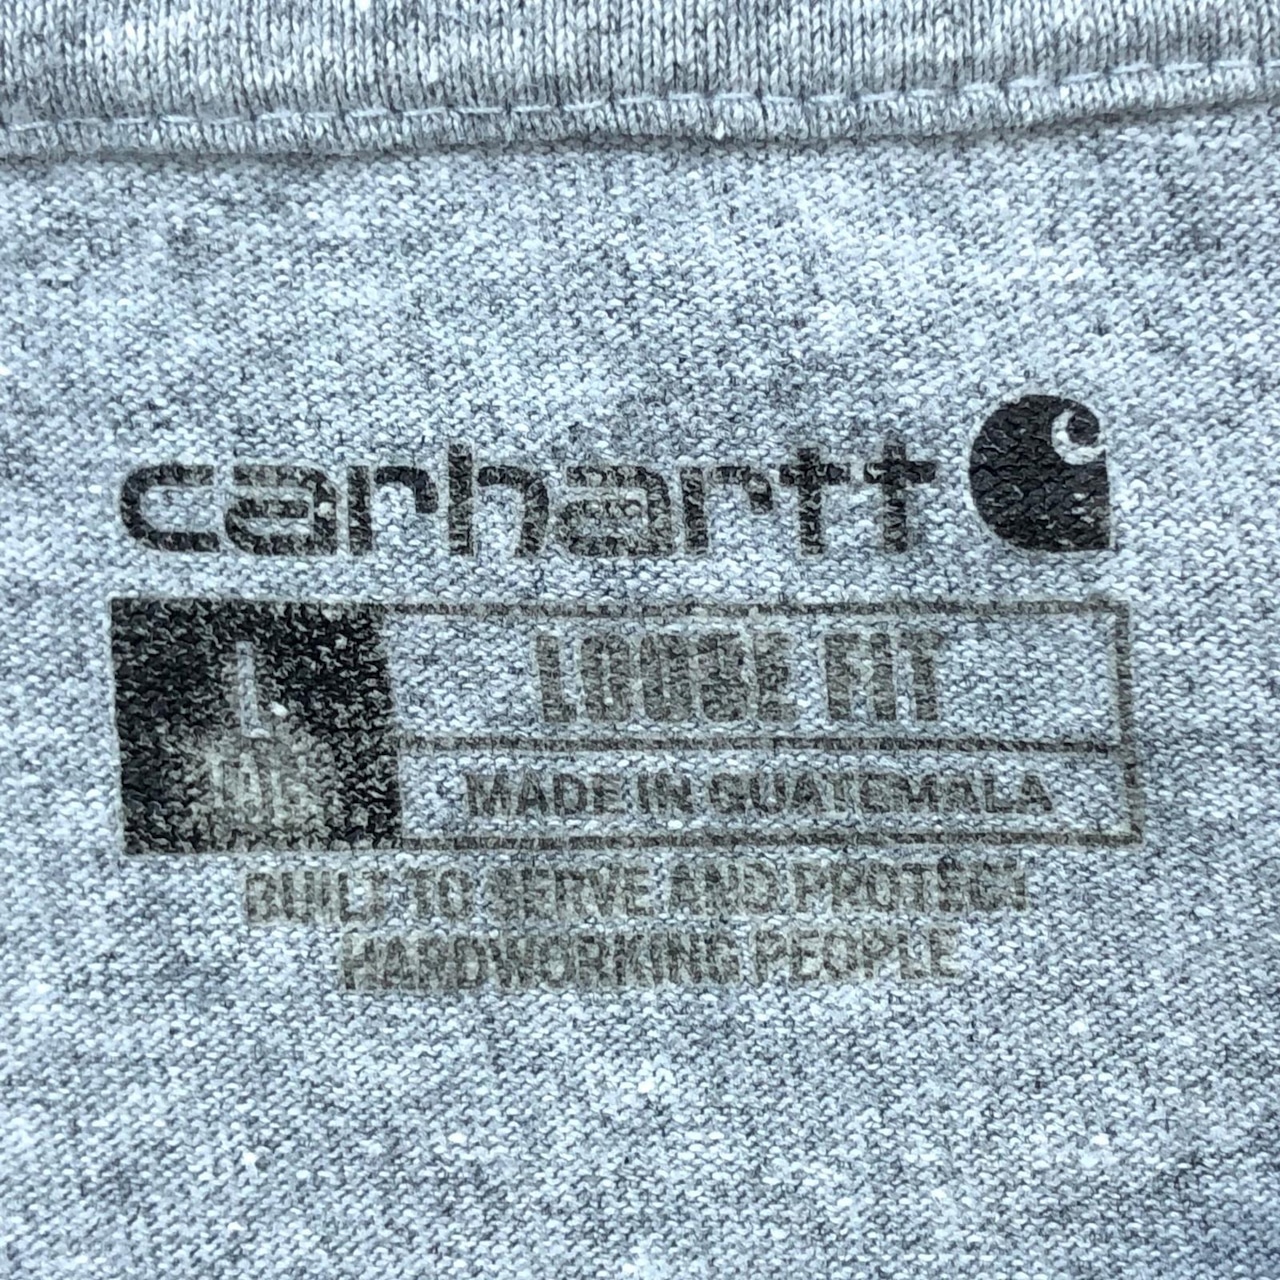 carhartt
L
LOOSE FIT
MADE IN GUATEMALA
BUILT TO SERVE AND PROTECT
HARDWORKING PEOPLE